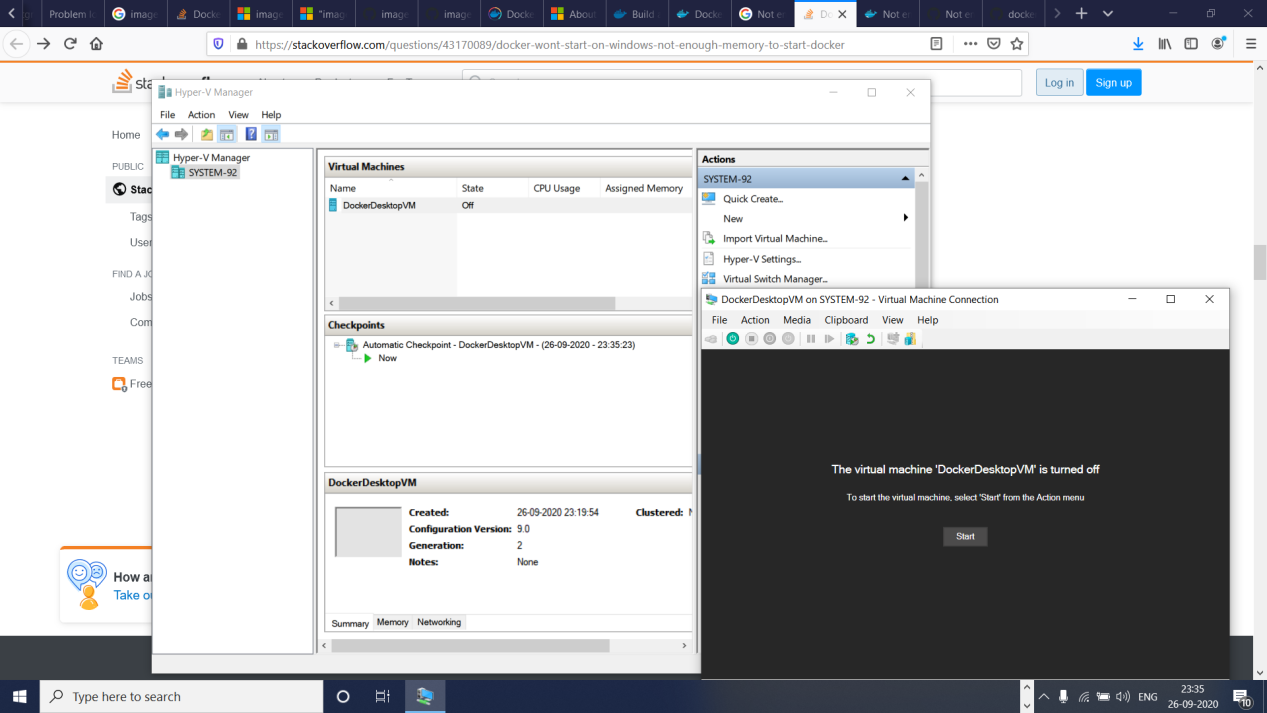 Problem l
image
Docke
image
"imag
image
image
Docke
About
Build
Docke
Not e
Do
Not e
Not e
docke
https://stackoverflow.com/questions/43170089/docker-wont-start-on-windows-not-enough-memory-to-start-docker
Log in
Sign up
Home
PUBLIC
Stac
Tags
User
FIND A JO
Jobs
Com
TEAMS
Free
How a
Take o
Hyper-V Manager
File Action View Help
Hyper-V Manager
SYSTEM-92
Virtual Machines
Name State CPU Usage Assigned Memory
DockerDesktopVM Off
Checkpoints
Automatic Checkpoint - DockerDesktopVM - (26-09-2020 - 23:35:23)
Now
DockerDesktopVM
Created: 26-09-2020 23:19:54 Clustered:
Configuration Version: 9.0
Generation: 2
Notes: None
Summary Memory Networking
Actions
SYSTEM-92
Quick Create...
New
Import Virtual Machine...
Hyper-V Settings...
Virtual Switch Manager...
DockerDesktopVM on SYSTEM-92 - Virtual Machine Connection
File Action Media Clipboard View Help
The virtual machine 'DockerDesktopVM' is turned off
To start the virtual machine, select 'Start' from the Action menu
Start
Type here to search
ENG
23:35
26-09-2020
10